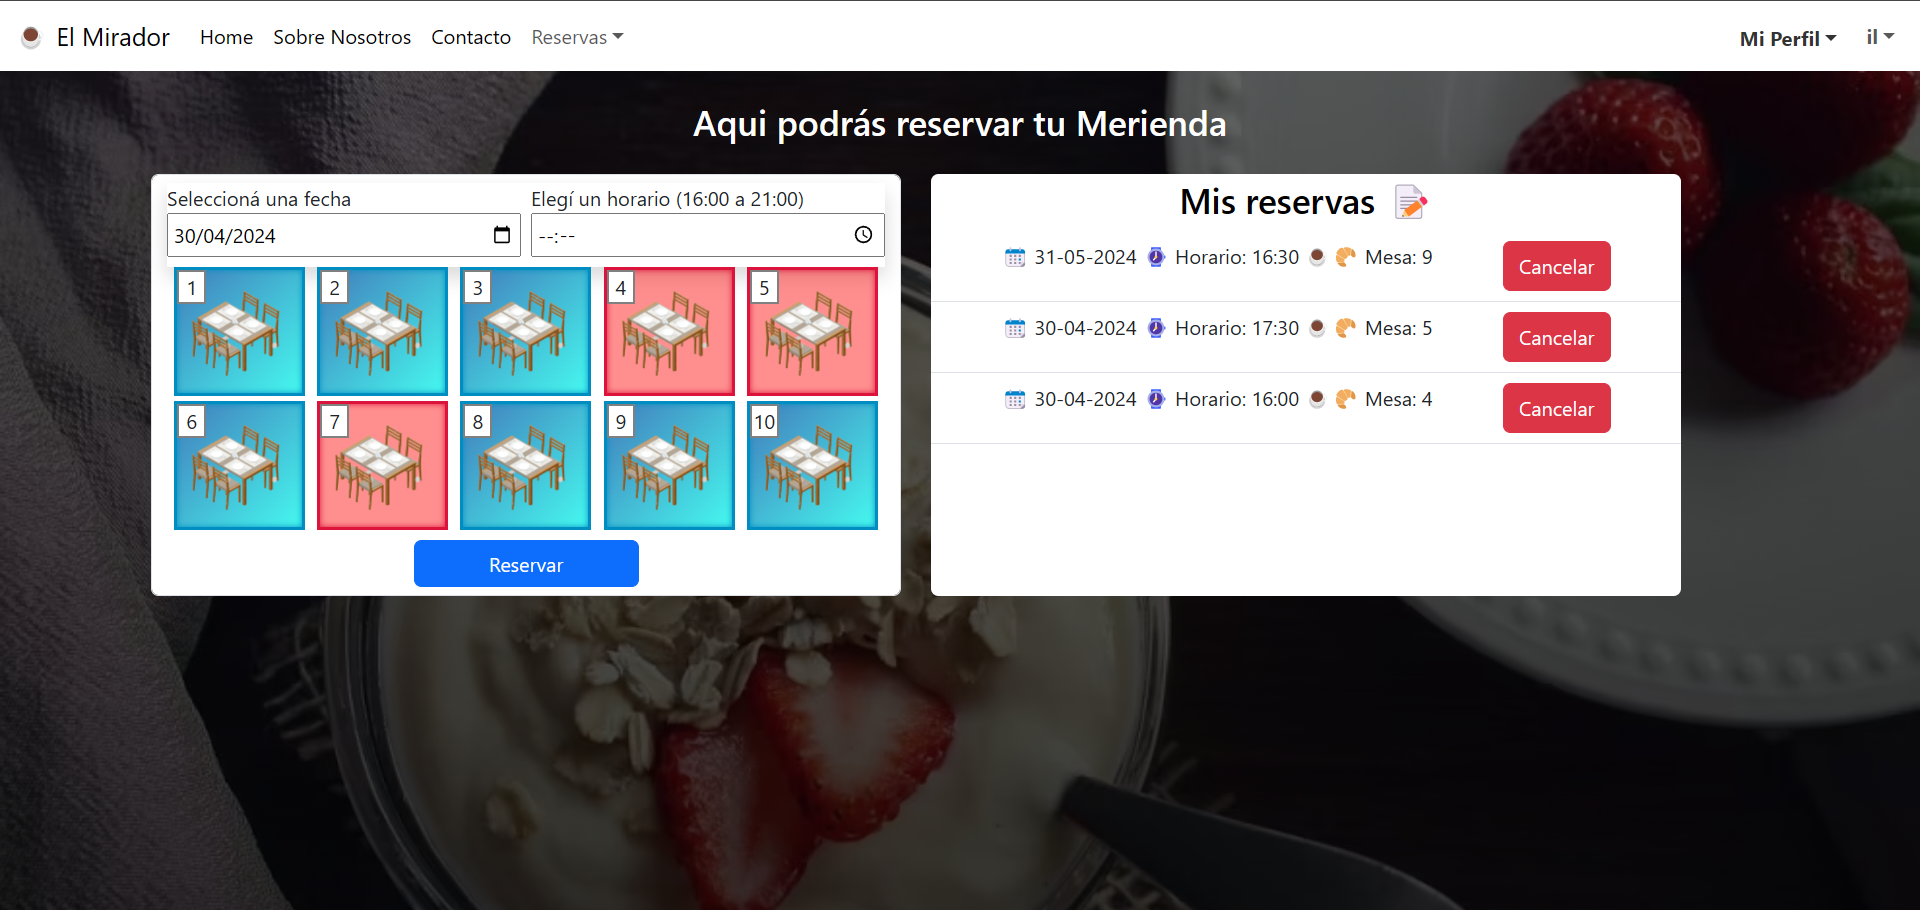 El Mirador Home Sobre Nosotros Contacto Reservas Mi Perfil il
Aqui podrás reservar tu Merienda
Seleccioná una fecha Elegí un horario (16:00 a 21:00)
30/04/2024 --:--
1 2 3 4 5
6 7 8 9 10
Reservar
Mis reservas
31-05-2024 Horario: 16:30 Mesa: 9 Cancelar
30-04-2024 Horario: 17:30 Mesa: 5 Cancelar
30-04-2024 Horario: 16:00 Mesa: 4 Cancelar